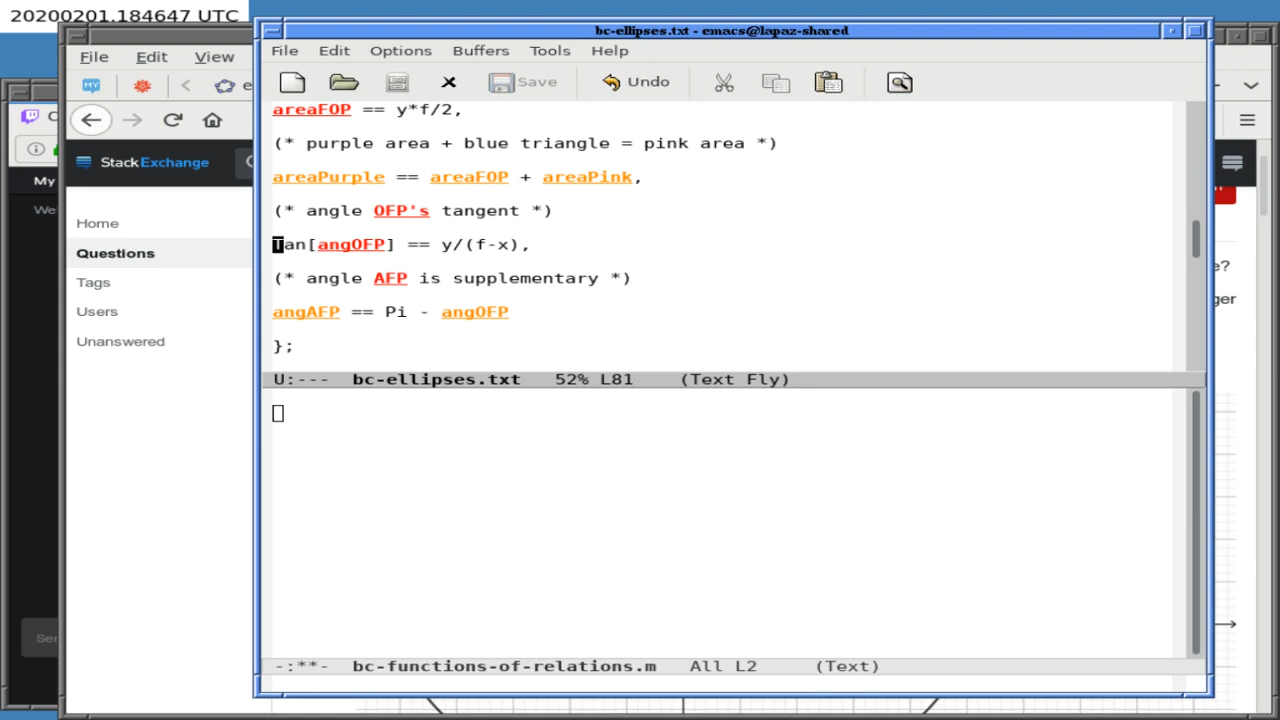 20200201.184647 UTC
bc-ellipses.txt - emacs@lapaz-shared
File Edit Options Buffers Tools Help
Save Undo
areaFOP == y*f/2,
(* purple area + blue triangle = pink area *)
areaPurple == areaFOP + areaPink,
(* angle OFP's tangent *)
Tan[angOFP] == y/(f-x),
(* angle AFP is supplementary *)
angAFP == Pi - angOFP
};
U:--- bc-ellipses.txt 52% L81 (Text Fly)
-:**- bc-functions-of-relations.m All L2 (Text)
File Edit View
MY
StackExchange
Home
Questions
Tags
Users
Unanswered
My